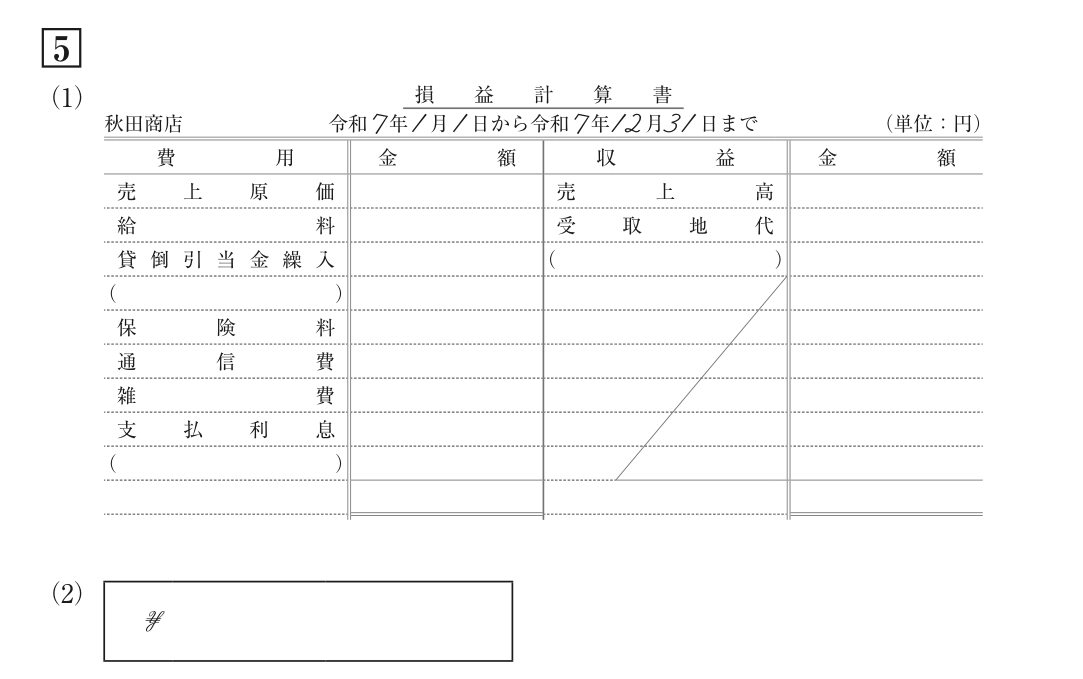 5
(1)
損益計算書
秋田商店 令和7年1月1日から令和7年12月31日まで (単位:円)
費用 金額 収益 金額
売上原価 売上高
給料 受取地代
貸倒引当金繰入 ( )
( )
保険料
通信費
雑費
支払利息
( )
(2)
¥